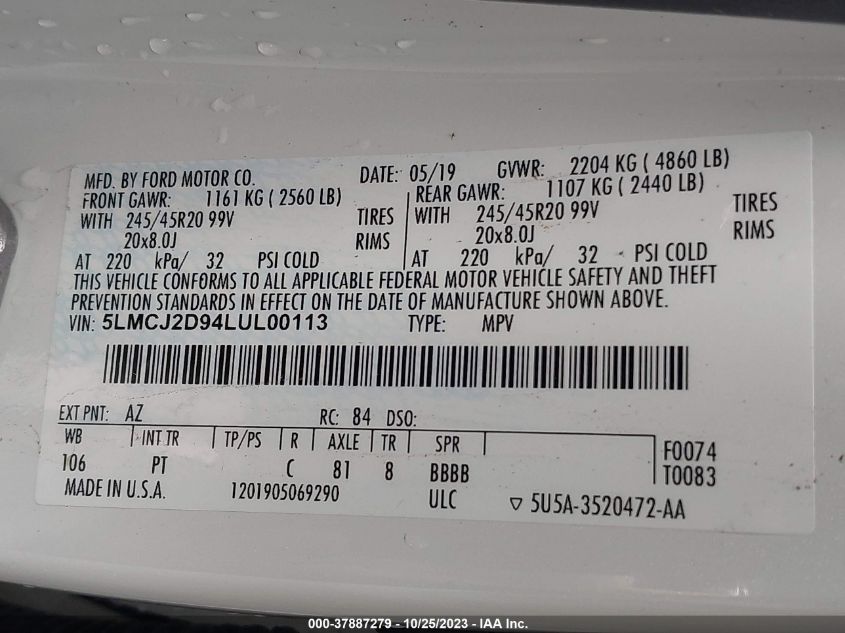 MFD. BY FORD MOTOR CO. DATE: 05/19 GVWR: 2204 KG ( 4860 LB)
FRONT GAWR: 1161 KG ( 2560 LB) REAR GAWR: 1107 KG ( 2440 LB)
WITH 245/45R20 99V TIRES WITH 245/45R20 99V TIRES
20x8.0J RIMS 20x8.0J RIMS
AT 220 kPa/ 32 PSI COLD AT 220 kPa/ 32 PSI COLD
THIS VEHICLE CONFORMS TO ALL APPLICABLE FEDERAL MOTOR VEHICLE SAFETY AND THEFT
PREVENTION STANDARDS IN EFFECT ON THE DATE OF MANUFACTURE SHOWN ABOVE.
VIN: 5LMCJ2D94LUL00113 TYPE: MPV
EXT PNT: AZ RC: 84 DSO:
WB INT TR TP/PS R AXLE TR SPR F0074
106 PT C 81 8 BBBB T0083
MADE IN U.S.A. 1201905069290 ULC ▽ 5U5A-3520472-AA
000-37887279 - 10/25/2023 - IAA Inc.